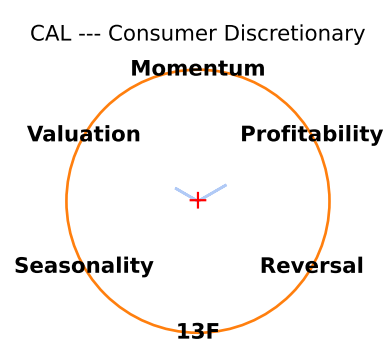 CAL --- Consumer Discretionary
Momentum
Valuation
Profitability
Seasonality
Reversal
13F